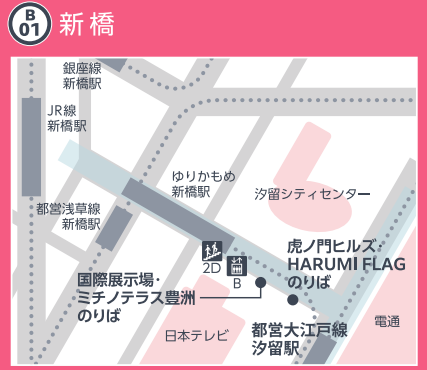 B
01
新橋
銀座線
新橋駅
JR線
新橋駅
ゆりかもめ
新橋駅
汐留シティセンター
都営浅草線
新橋駅
2D
B
虎ノ門ヒルズ・
HARUMI FLAG
のりば
国際展示場・
ミチノテラス豊洲
のりば
日本テレビ
都営大江戸線
汐留駅
電通